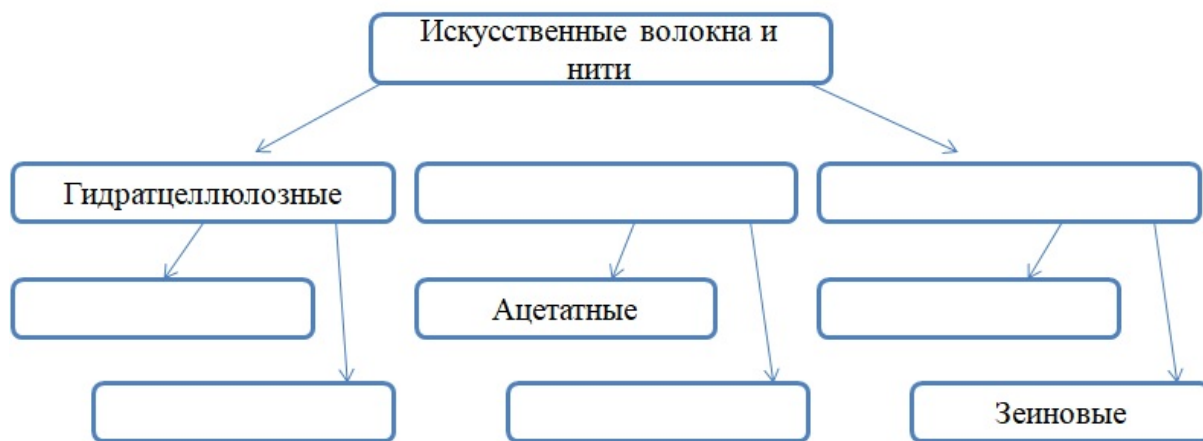 Искусственные волокна и
нити
Гидратцеллюлозные
Ацетатные
Зеиновые